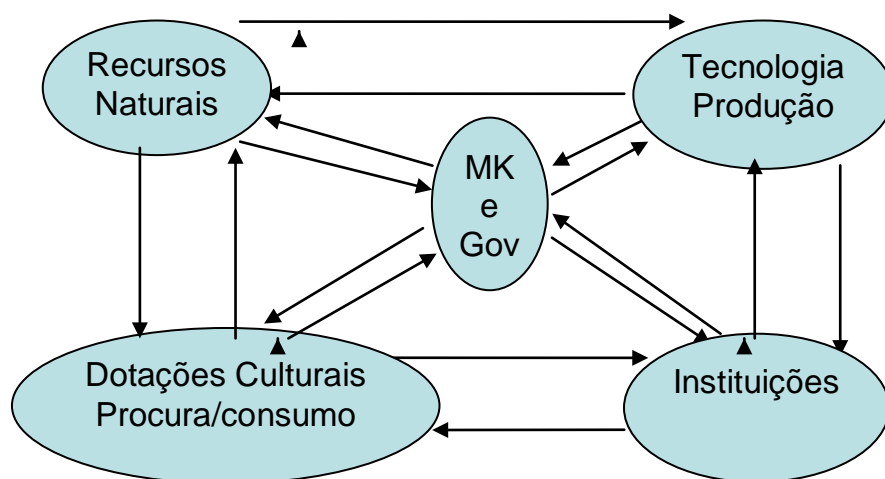 Recursos
Naturais
Tecnologia
Produção
MK
e
Gov
Dotações Culturais
Procura/consumo
Instituições